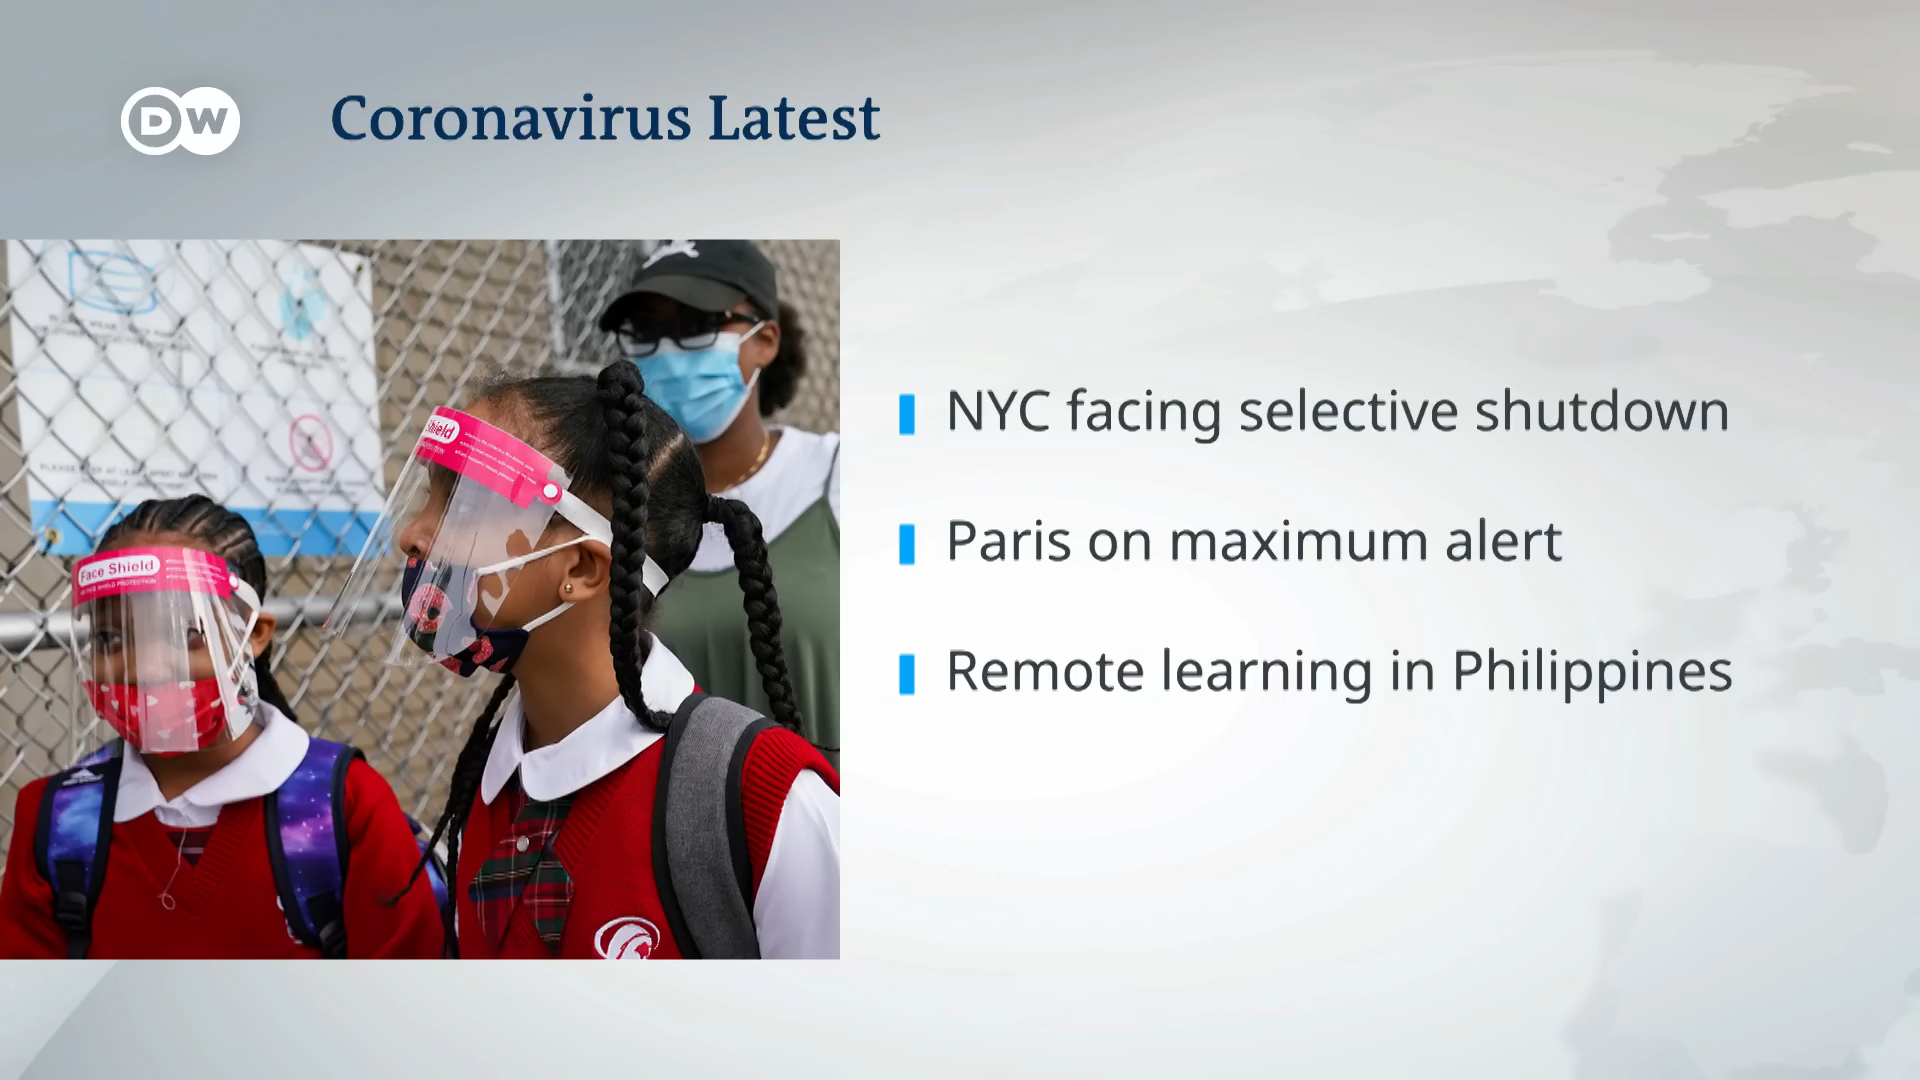 DW
Coronavirus Latest
NYC facing selective shutdown
Paris on maximum alert
Remote learning in Philippines
Shield
Face Shield